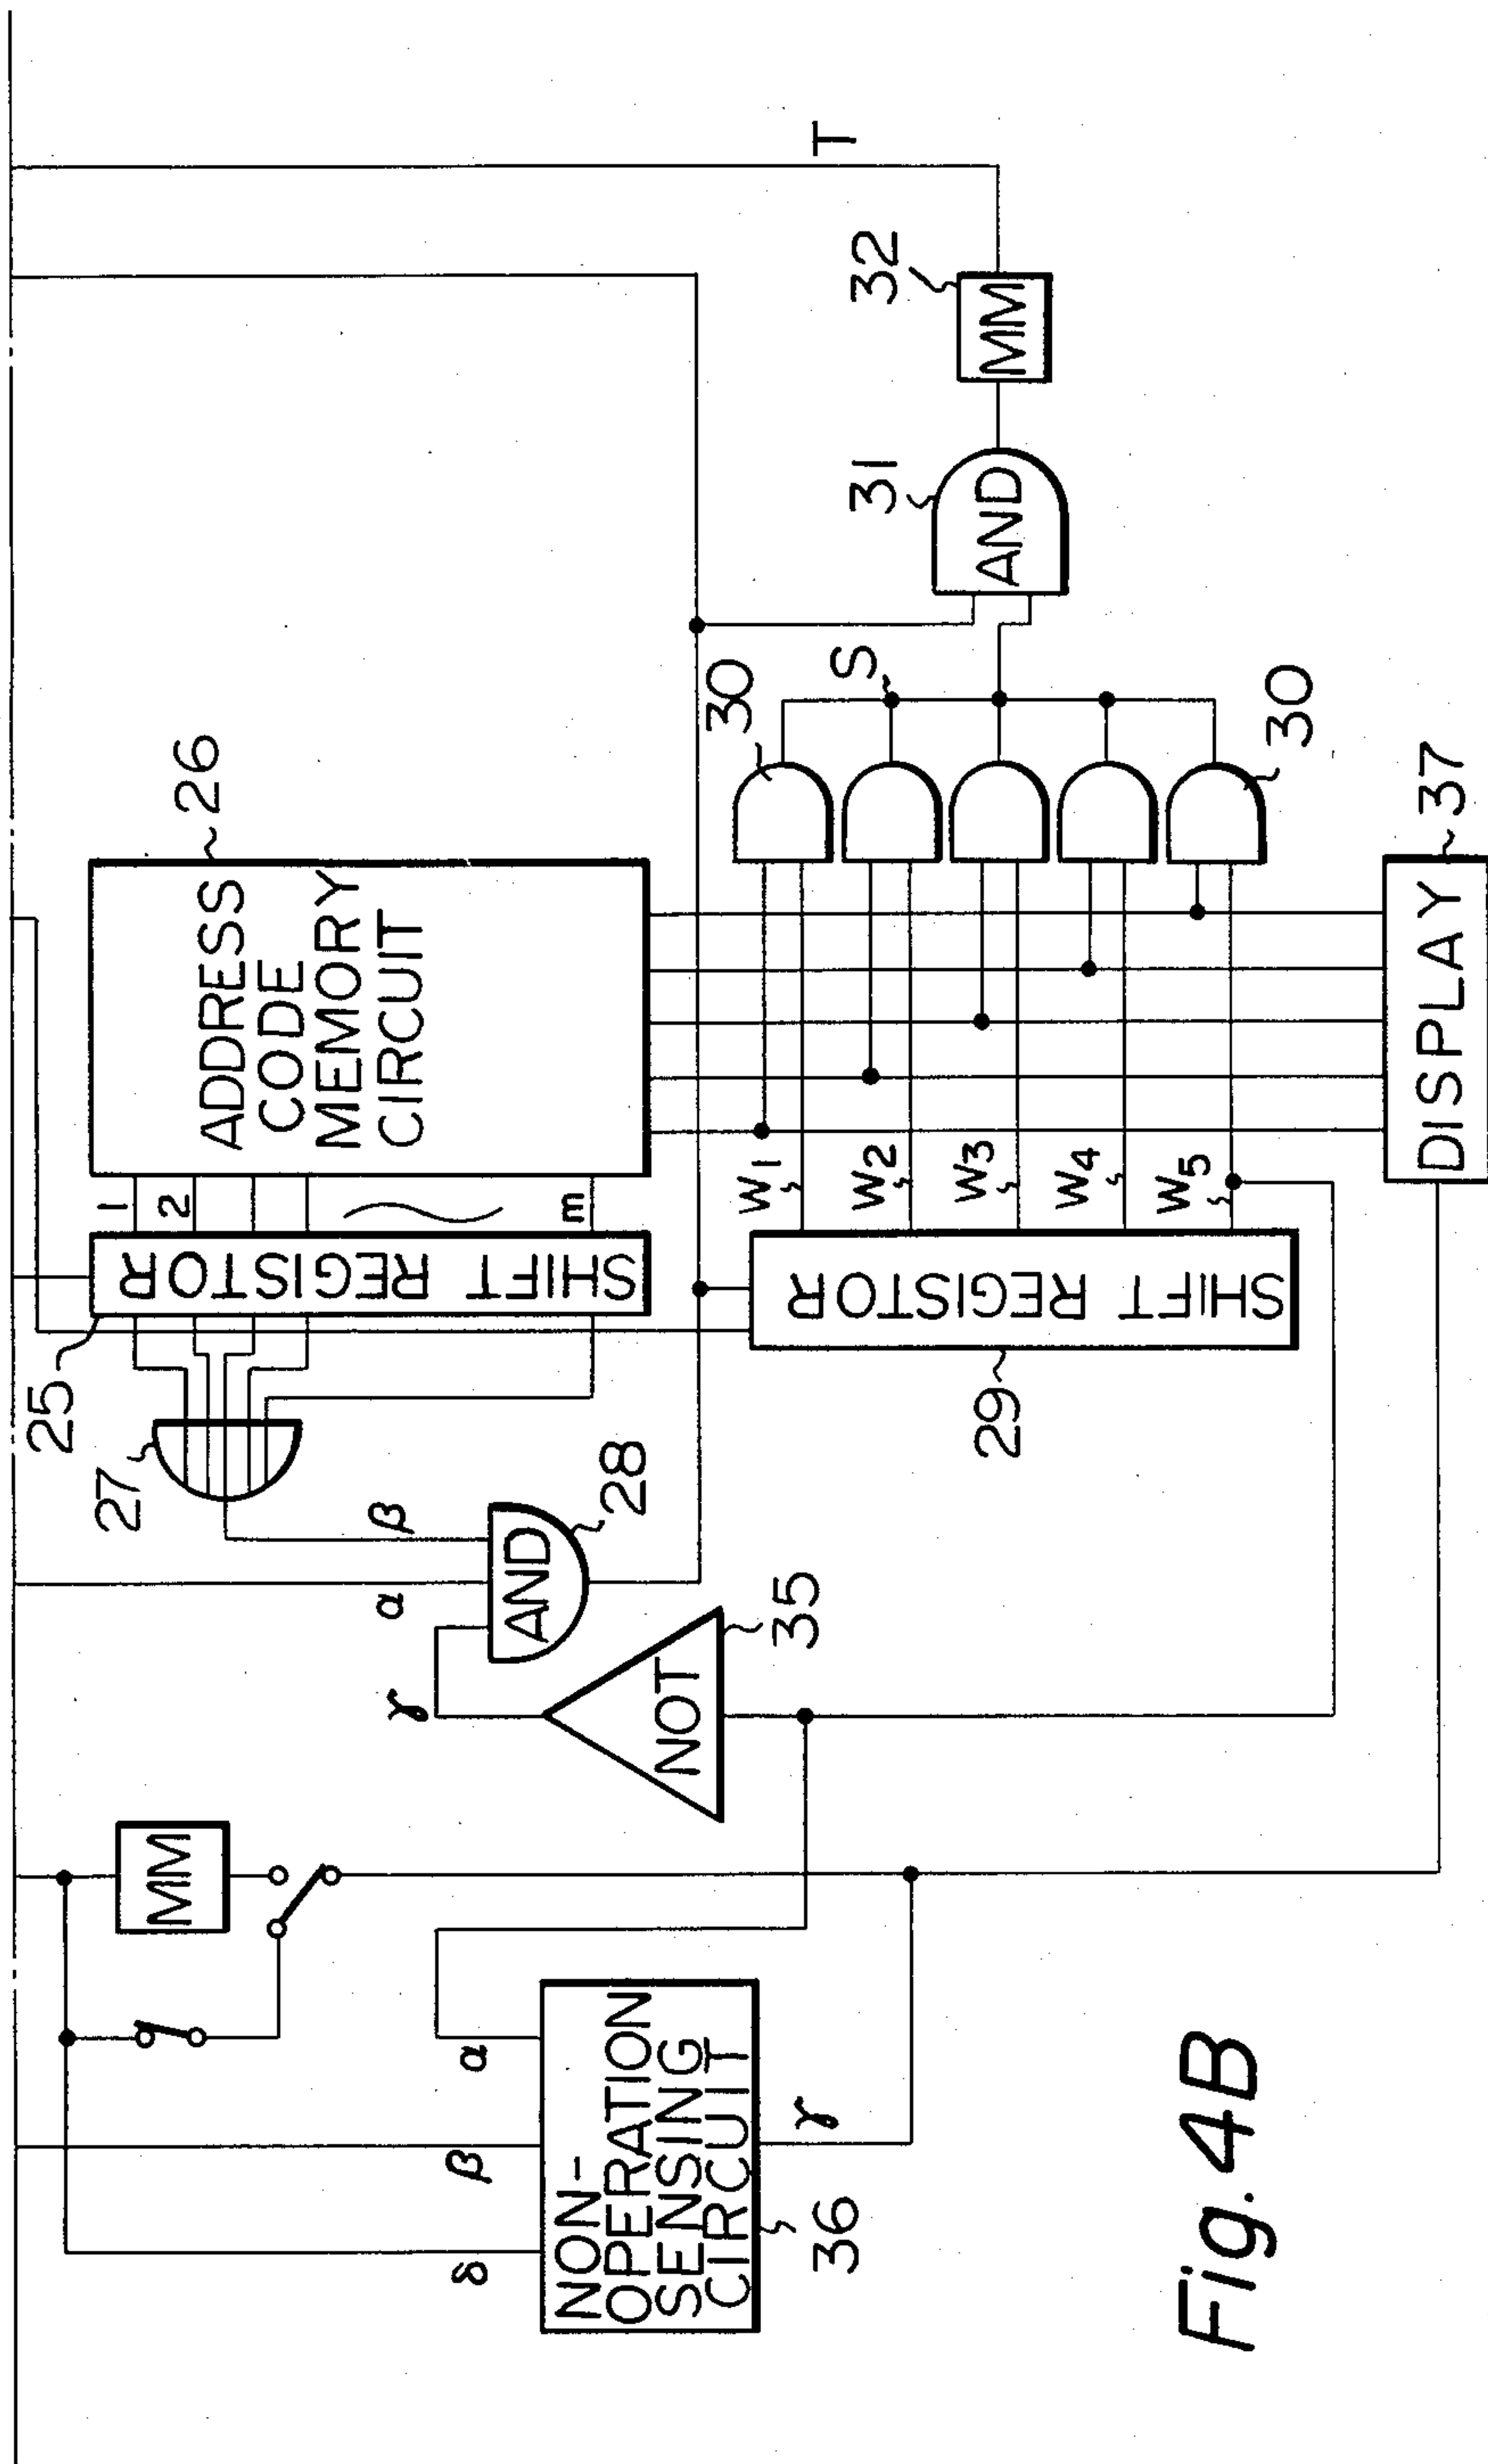 T
32
MM
31
AND
S
30
30
26
ADDRESS
CODE
MEMORY
CIRCUIT
37
DISPLAY
1
2
m
W1
W2
W3
W4
W5
SHIFT REGISTOR
25
SHIFT REGISTOR
29
27
β
α
γ
AND
28
NOT
35
MM
α
β
δ
γ
NON-
OPERATION
SENSING
CIRCUIT
36
Fig. 4B